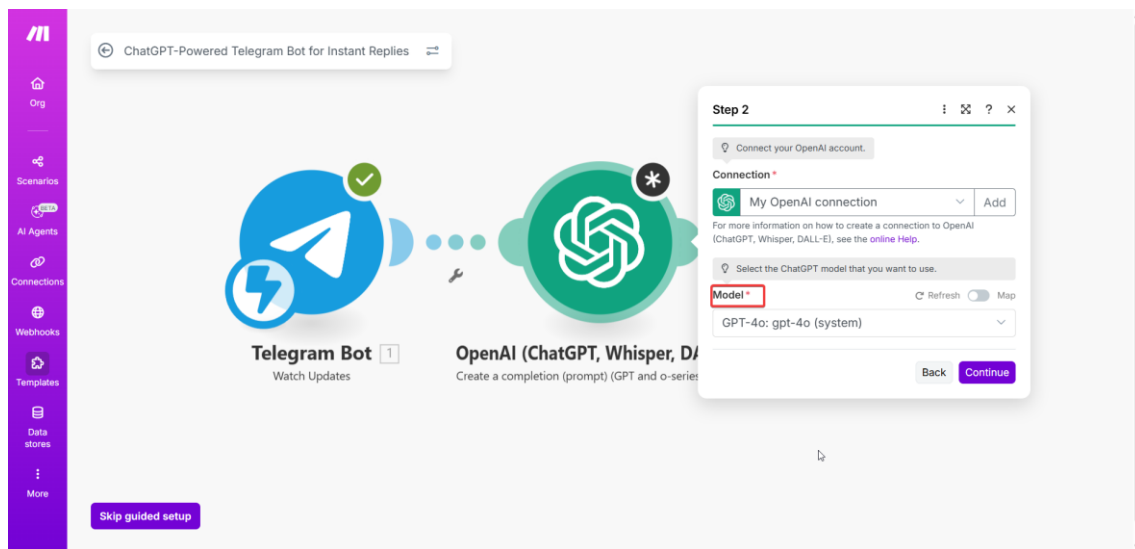 ChatGPT-Powered Telegram Bot for Instant Replies
Org
Scenarios
BETA
AI Agents
Connections
Webhooks
Templates
Data
stores
More
Telegram Bot 1
Watch Updates
OpenAI (ChatGPT, Whisper, DA
Create a completion (prompt) (GPT and o-series
Step 2
?
Connect your OpenAI account.
Connection *
My OpenAI connection
Add
For more information on how to create a connection to OpenAI
(ChatGPT, Whisper, DALL-E), see the online Help.
Select the ChatGPT model that you want to use.
Model *
Refresh
Map
GPT-4o: gpt-4o (system)
Back
Continue
Skip guided setup